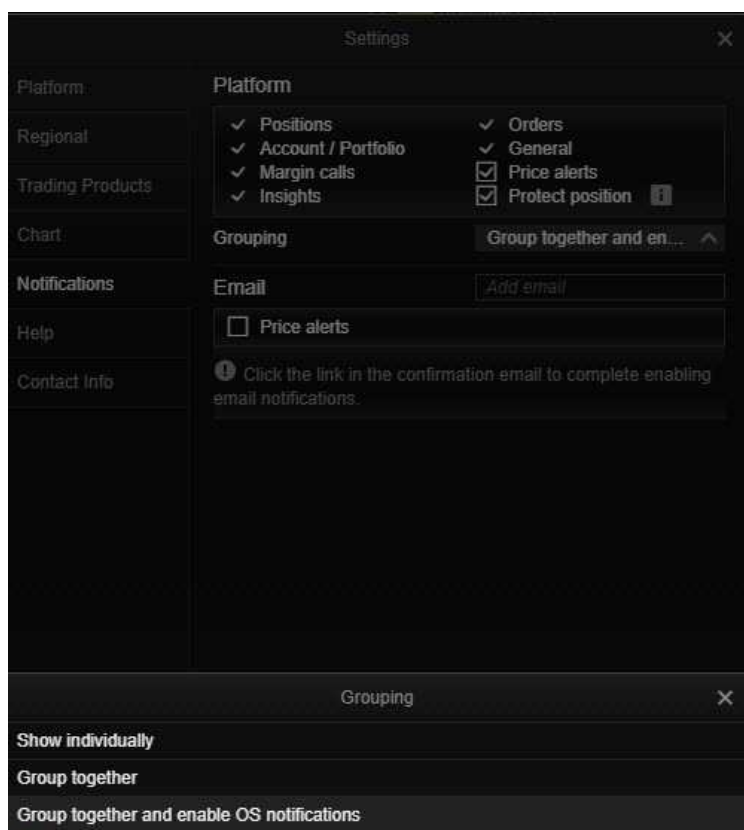 Settings
Platform
Regional
Trading Products
Chart
Notifications
Help
Contact Info
Platform
Positions
Orders
Account / Portfolio
General
Margin calls
Price alerts
Insights
Protect position
Grouping
Group together and en...
Email
Add email
Price alerts
Click the link in the confirmation email to complete enabling
email notifications.
Grouping
Show individually
Group together
Group together and enable OS notifications